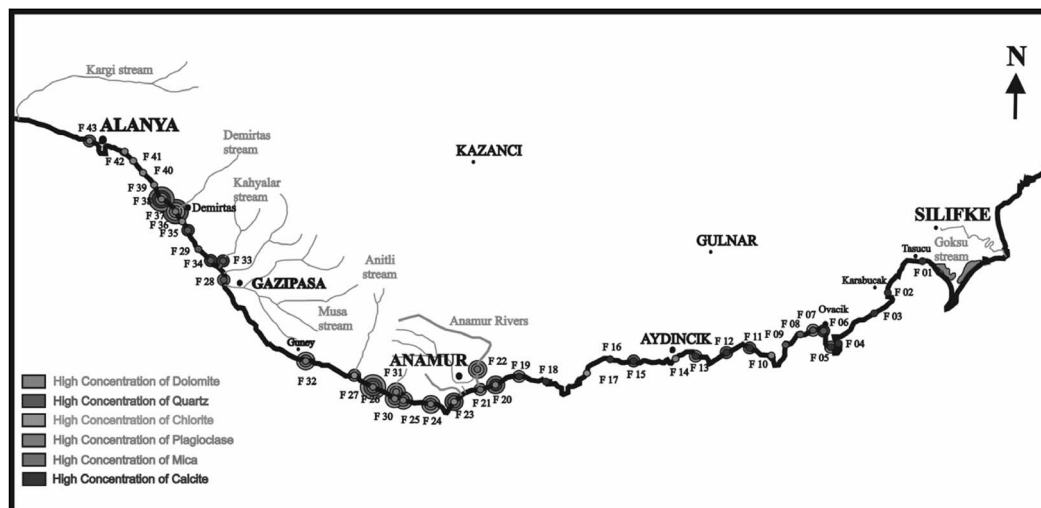 Kargi stream
N
F 43
ALANYA
F 42
F 41
F 40
F 39
F 38
Demirtas
stream
KAZANCI
Kahyalar
stream
F 37
Demirtas
F 36
F 35
SILIFKE
F 29
F 34
F 33
GULNAR
Tasucu
Goksu
stream
F 01
F 28
GAZIPASA
Anitli
stream
Karabucak
F 02
Musa
stream
Anamur Rivers
Ovacik
F 03
F 07
F 06
F 08
Guney
F 32
ANAMUR
AYDINCIK
F 16
F 12
F 11
F 09
F 05
F 04
F 31
F 22
F 19
F 18
F 17
F 15
F 14
F 13
F 10
F 27
F 26
F 30
F 25
F 24
F 23
F 21
F 20
High Concentration of Dolomite
High Concentration of Quartz
High Concentration of Chlorite
High Concentration of Plagioclase
High Concentration of Mica
High Concentration of Calcite